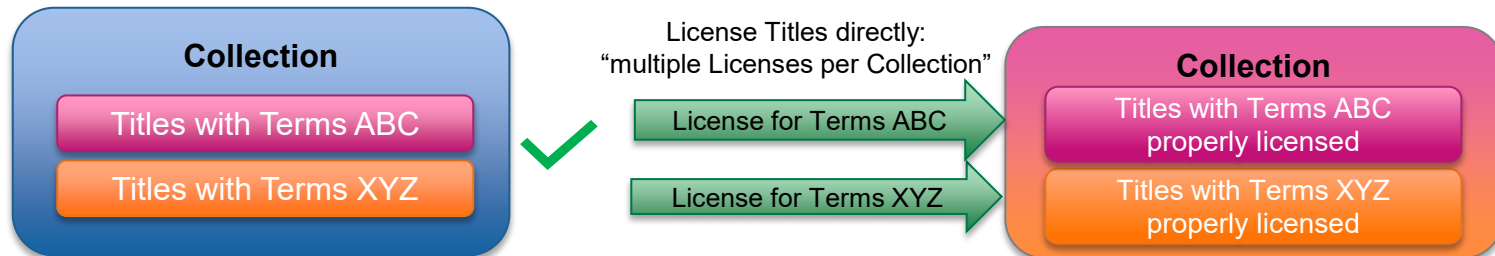 Collection
Titles with Terms ABC
Titles with Terms XYZ
License Titles directly:
“multiple Licenses per Collection”
License for Terms ABC
License for Terms XYZ
Collection
Titles with Terms ABC
properly licensed
Titles with Terms XYZ
properly licensed